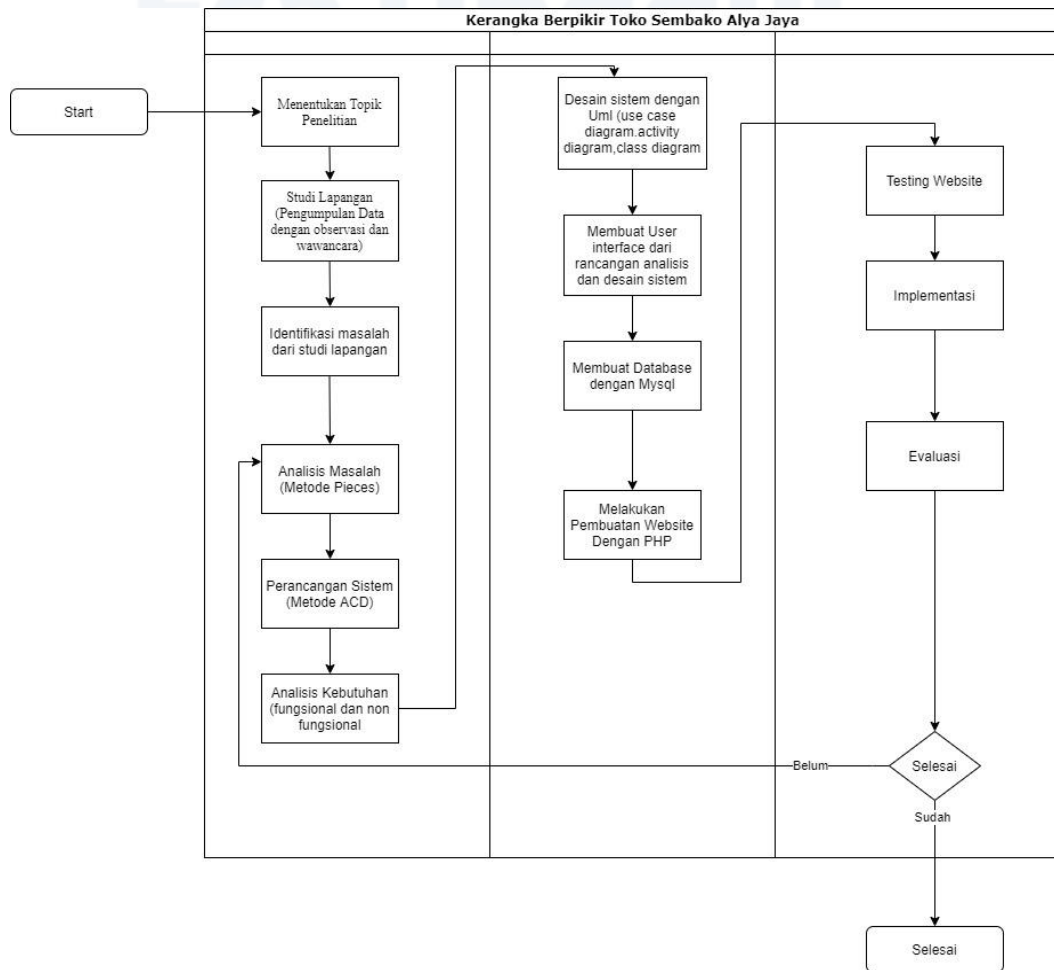 Kerangka Berpikir Toko Sembako Alya Jaya
Start
Menentukan Topik
Penelitian
Studi Lapangan
(Pengumpulan Data
dengan observasi dan
wawancara)
Identifikasi masalah
dari studi lapangan
Analisis Masalah
(Metode Pieces)
Perancangan Sistem
(Metode ACD)
Analisis Kebutuhan
(fungsional dan non
fungsional
Desain sistem dengan
Uml (use case
diagram.activity
diagram,class diagram
Membuat User
interface dari
rancangan analisis
dan desain sistem
Membuat Database
dengan Mysql
Melakukan
Pembuatan Website
Dengan PHP
Testing Website
Implementasi
Evaluasi
Selesai
Belum
Sudah
Selesai